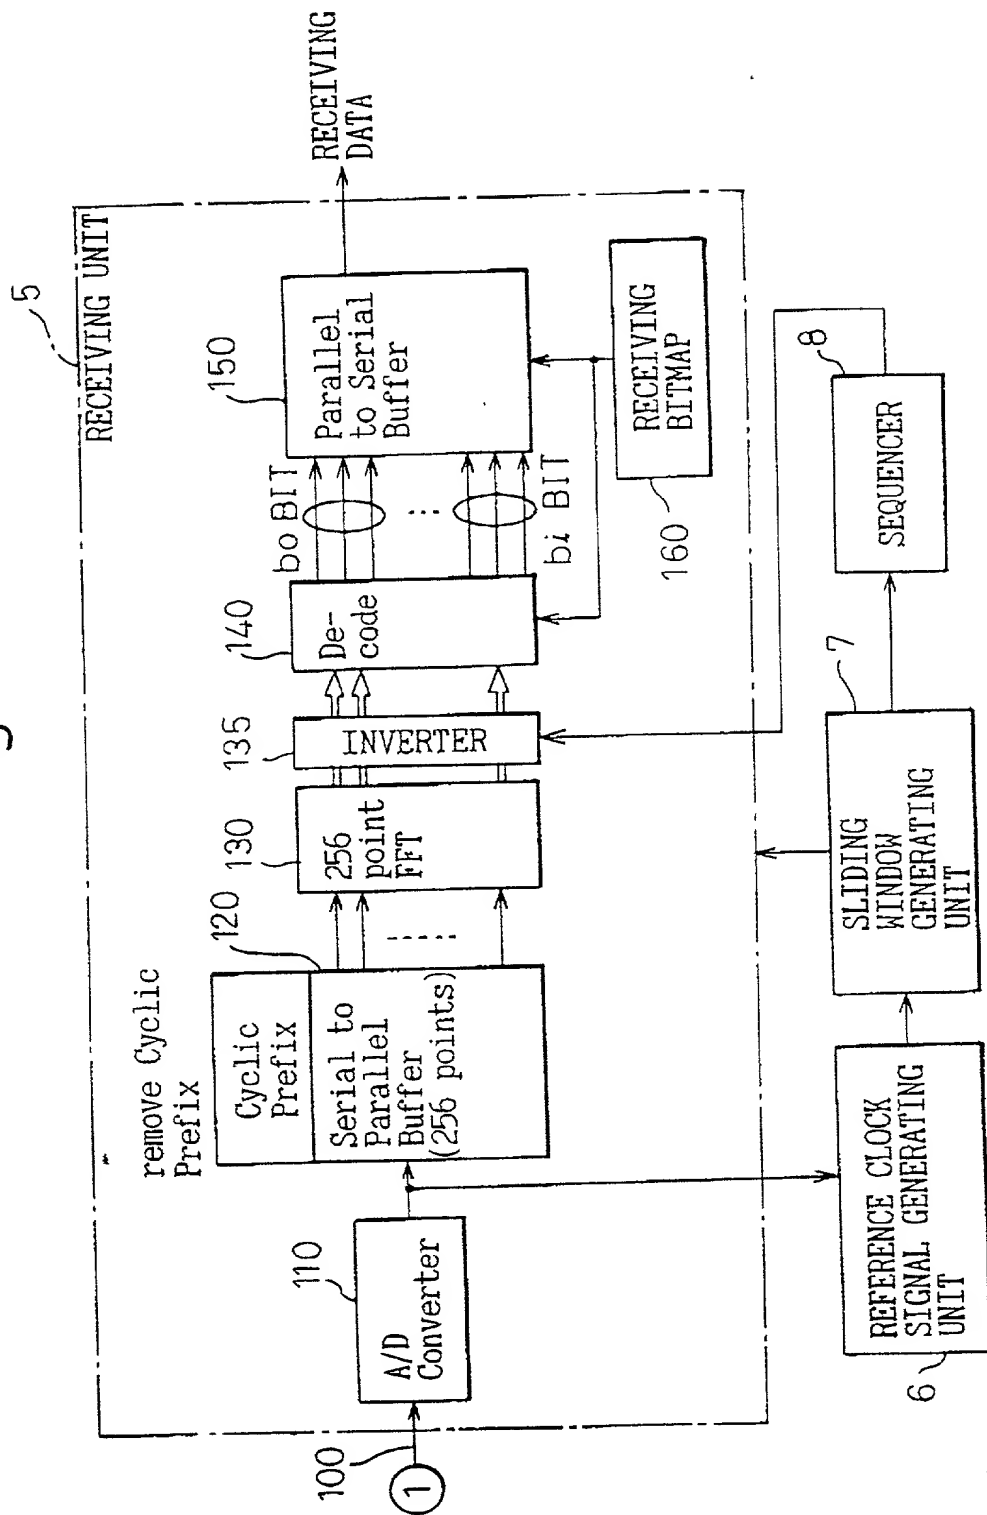 5
RECEIVING UNIT
RECEIVING
DATA
remove Cyclic
Prefix
120
Cyclic
Prefix
Serial to
Parallel
Buffer
(256 points)
130
256
point
FFT
135
INVERTER
140
De-
code
bo BIT
...
bi BIT
150
Parallel
to Serial
Buffer
160
RECEIVING
BITMAP
110
A/D
Converter
100
1
6
REFERENCE CLOCK
SIGNAL GENERATING
UNIT
7
SLIDING
WINDOW
GENERATING
UNIT
8
SEQUENCER